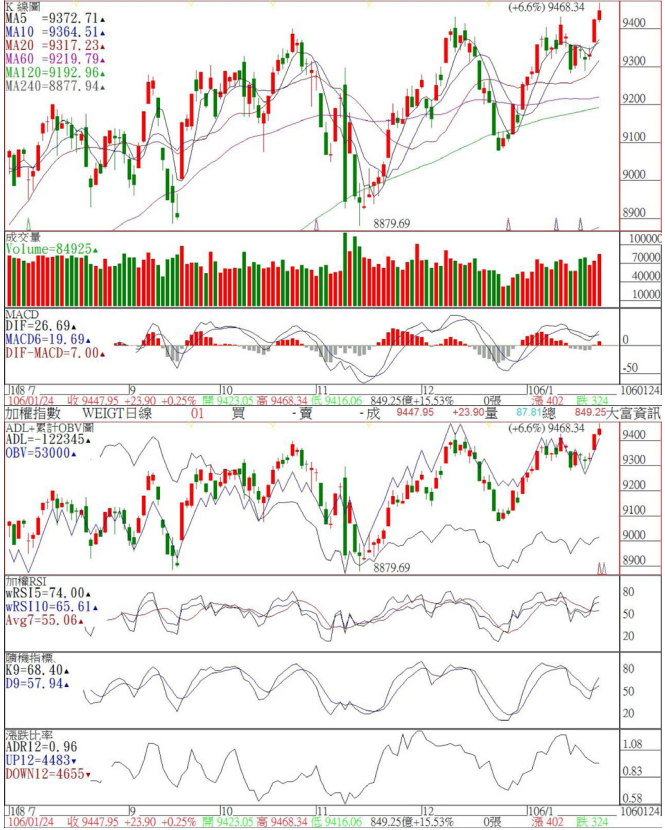 K 線圖
MA5 =9372.71▲
MA10 =9364.51▲
MA20 =9317.23▲
MA60 =9219.79▲
MA120=9192.96▲
MA240=8877.94▲
(+6.6%) 9468.34
9400
9300
9200
9100
9000
8900
8879.69
成交量
Volume=84925▲
100000
70000
40000
10000
MACD
DIF=26.69▲
MACD6=19.69▲
DIF-MACD=7.00▲
0
-50
9 10 11 12 106/1 1060124
106/01/24 收 9447.95 +23.90 +0.25% 開 9423.05 高 9468.34 低 9416.06 849.25億+15.53% 0張 漲 402 跌 324
加權指數 WEIGT日線 01 買 - 賣 - 成 9447.95 +23.90 量 87.81 總 849.25 大富資訊
ADL+累計OBV圖
ADL=-122345▲
OBV=53000▲
(+6.6%) 9468.34
9400
9300
9200
9100
9000
8900
8879.69
加權RSI
wRSI5=74.00▲
wRSI10=65.61▲
Avg7=55.06▲
80
50
20
隨機指標
K9=68.40▲
D9=57.94▲
80
50
20
漲跌比率
ADR12=0.96
UP12=4483▼
DOWN12=4655▼
1.08
0.83
0.58
9 10 11 12 106/1 1060124
106/01/24 收 9447.95 +23.90 +0.25% 開 9423.05 高 9468.34 低 9416.06 849.25億+15.53% 0張 漲 402 跌 324